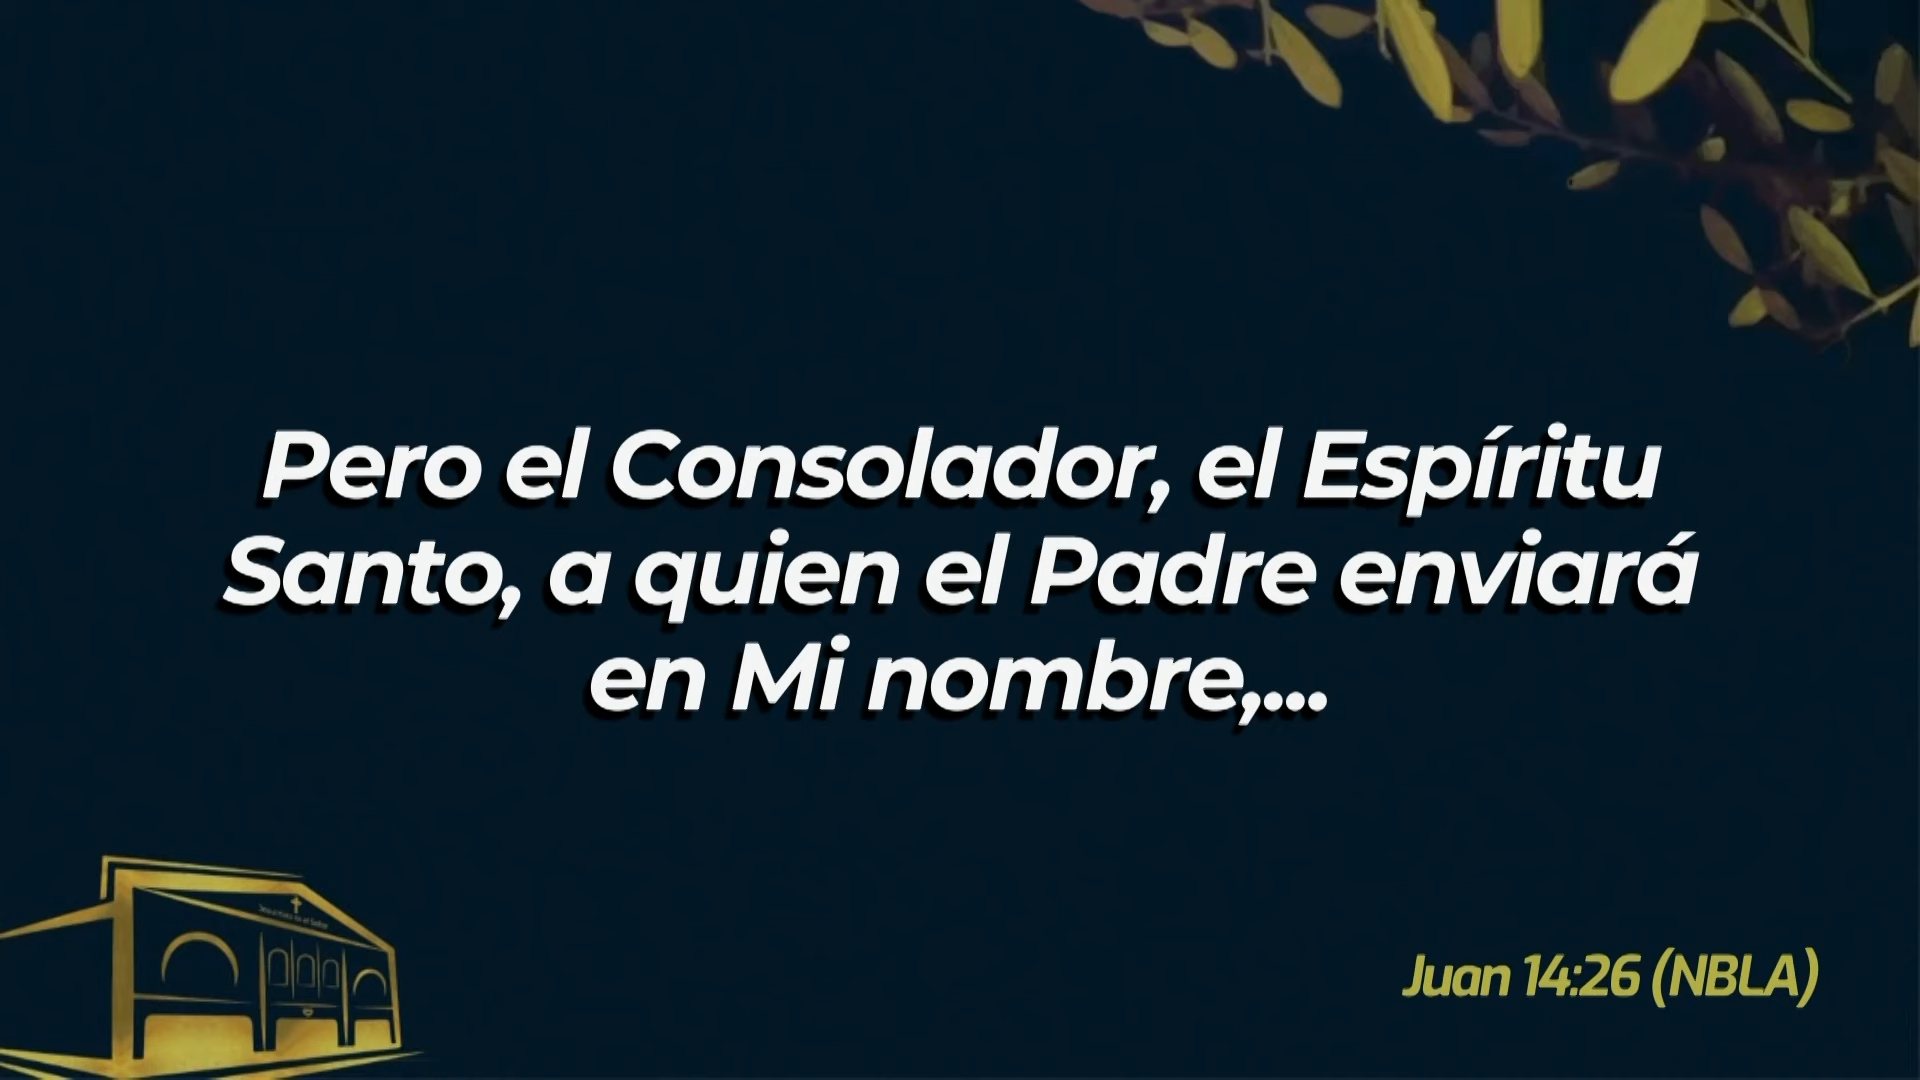 Pero el Consolador, el Espíritu
Santo, a quien el Padre enviará
en Mi nombre,...
Juan 14:26 (NBLA)